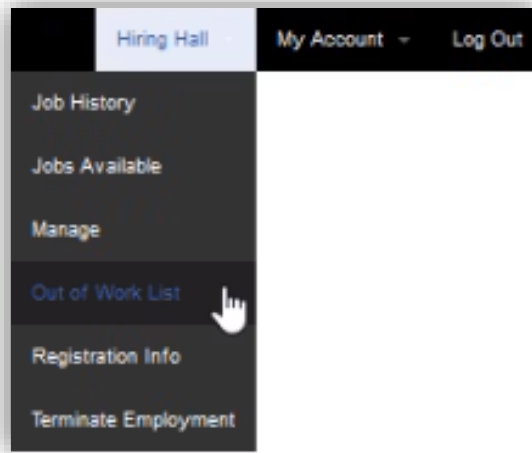 Hiring Hall My Account Log Out
Job History
Jobs Available
Manage
Out of Work List
Registration Info
Terminate Employment